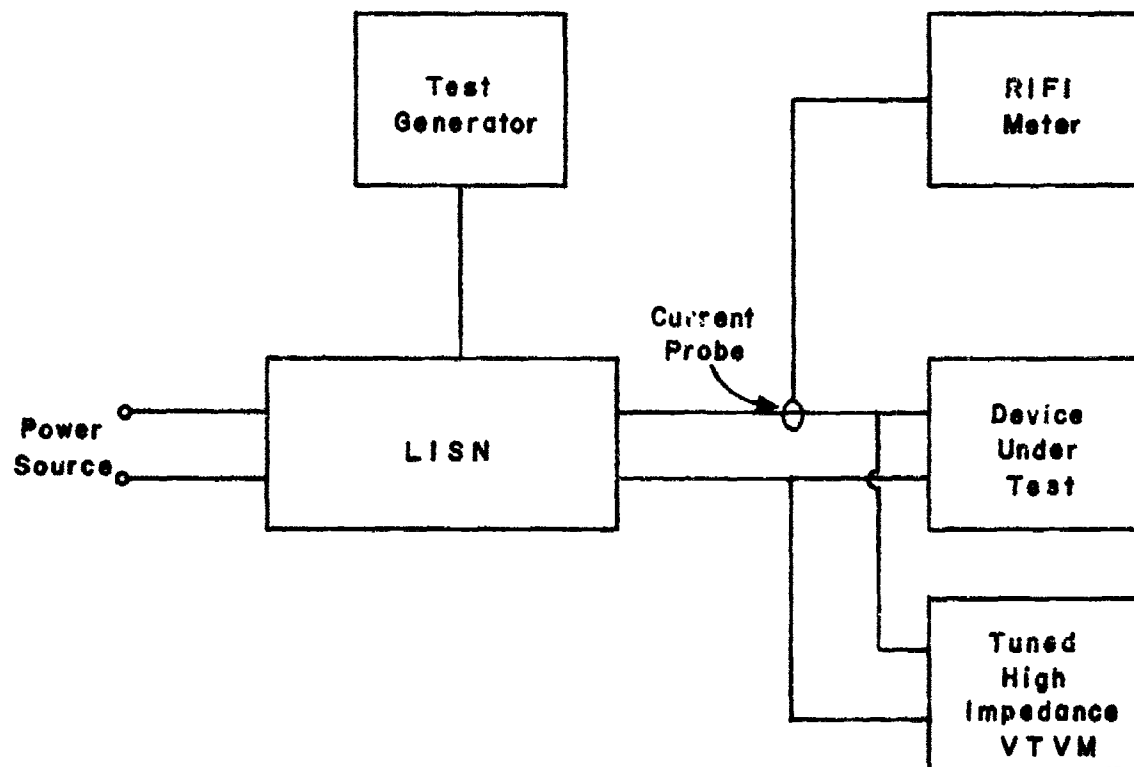 Test
Generator
RIFI
Meter
Current
Probe
Power
Source
LISN
Device
Under
Test
Tuned
High
Impedance
VTVM